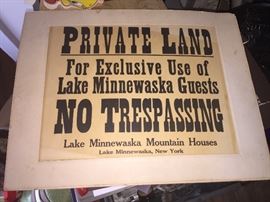 PRIVATE LAND
For Exclusive Use of
Lake Minnewaska Guests
NO TRESPASSING
Lake Minnewaska Mountain Houses
Lake Minnewaska, New York